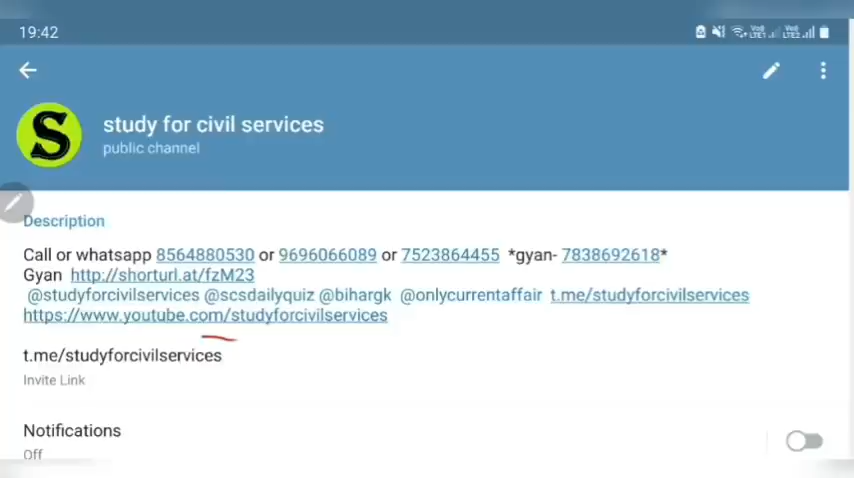 19:42
study for civil services
public channel
Description
Call or whatsapp 8564880530 or 9696066089 or 7523864455 *gyan- 7838692618*
Gyan http://shorturl.at/fzM23
@studyforcivilservices @scsdailyquiz @bihargk @onlycurrentaffair t.me/studyforcivilservices
https://www.youtube.com/studyforcivilservices
t.me/studyforcivilservices
Invite Link
Notifications
Off